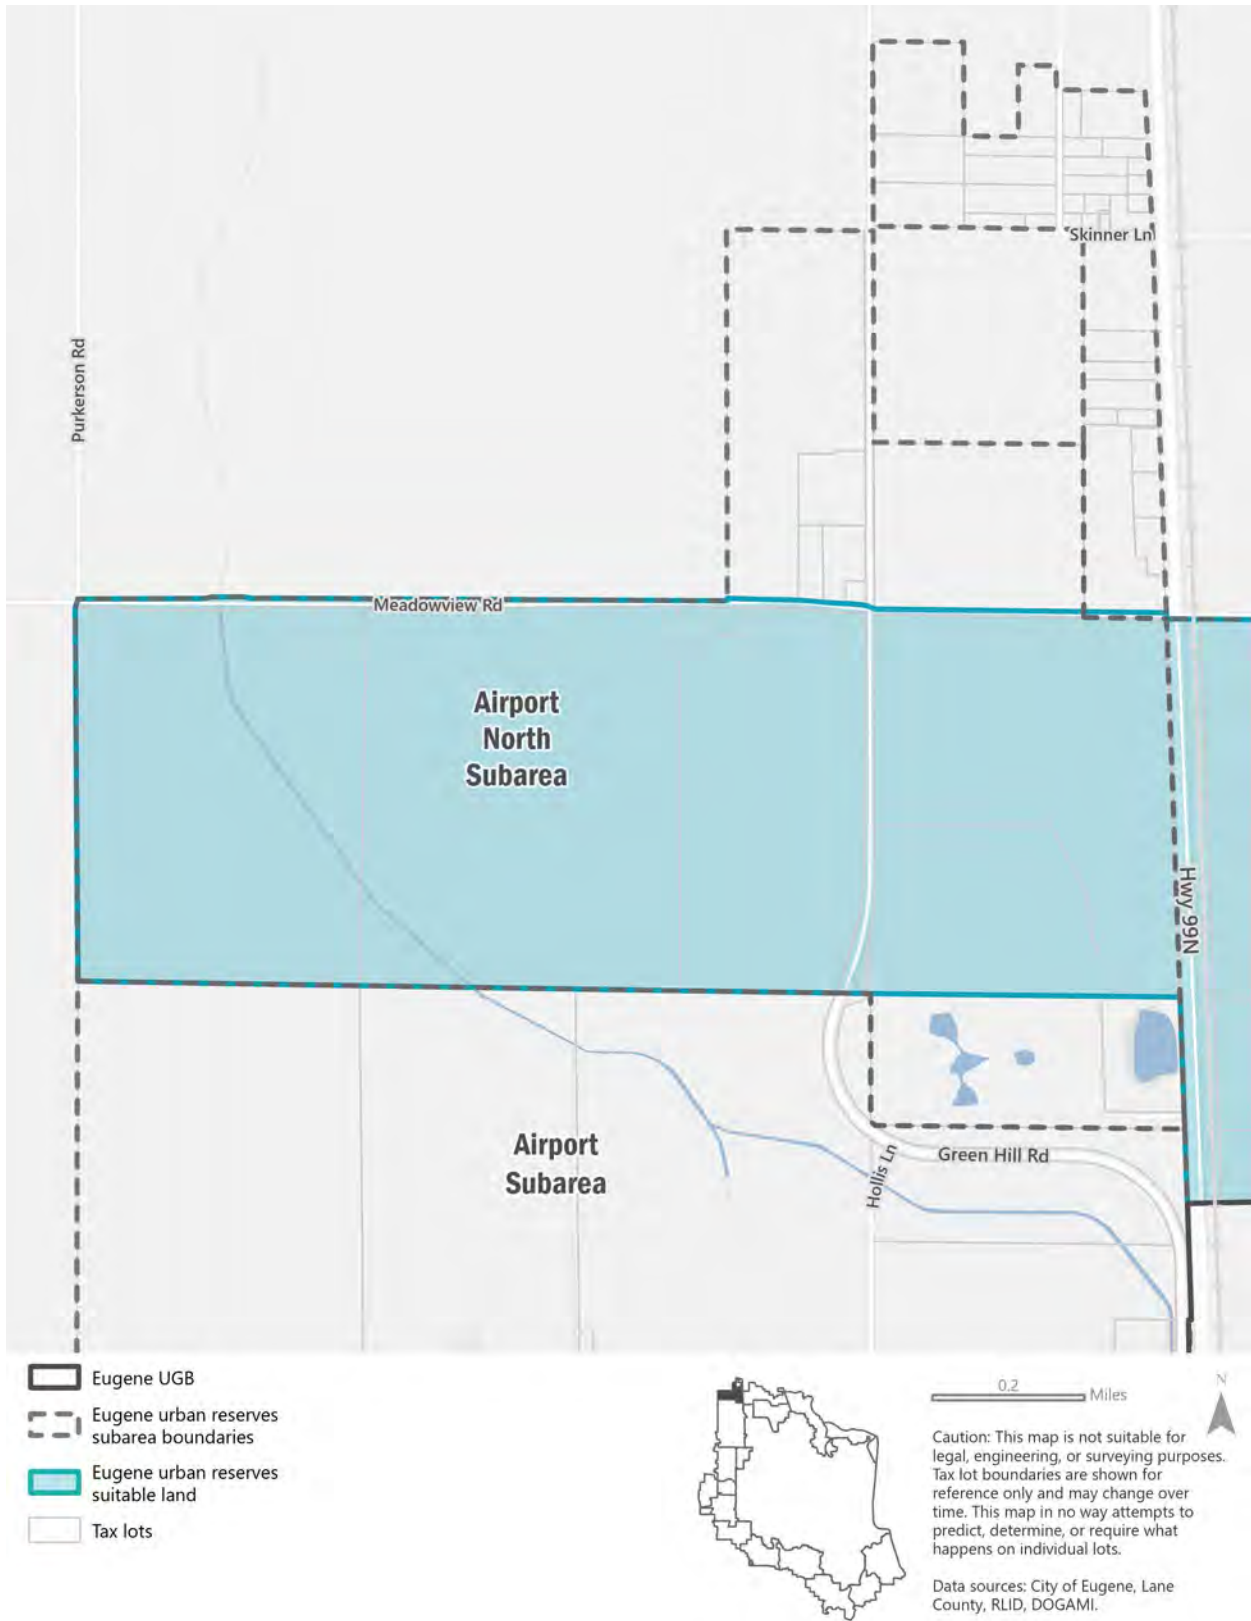 Skinner Ln
Purkerson Rd
Meadowview Rd
Airport
North
Subarea
Hwy 99N
Airport
Subarea
Hollis Ln
Green Hill Rd
Eugene UGB
Eugene urban reserves
subarea boundaries
Eugene urban reserves
suitable land
Tax lots
0.2
Miles
N
Caution: This map is not suitable for
legal, engineering, or surveying purposes.
Tax lot boundaries are shown for
reference only and may change over
time. This map in no way attempts to
predict, determine, or require what
happens on individual lots.
Data sources: City of Eugene, Lane
County, RLID, DOGAMI.